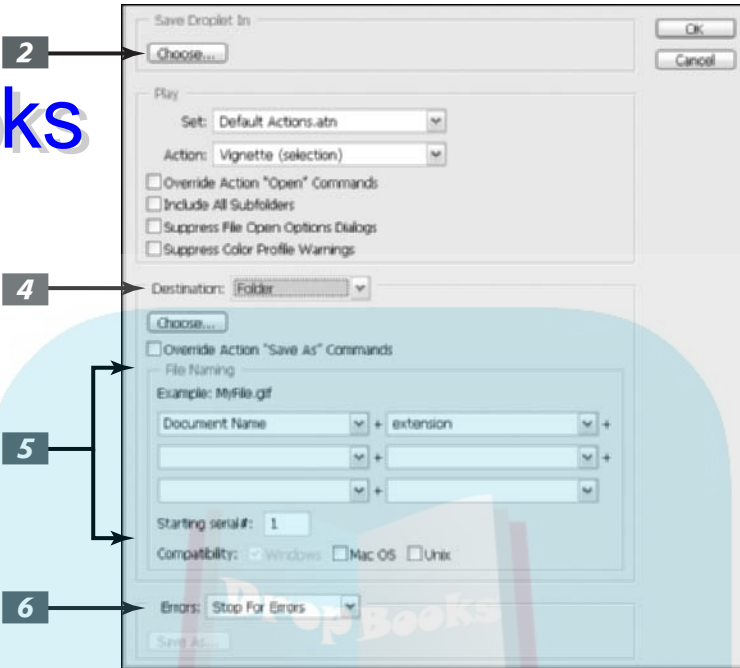 Save Droplet In
OK
2
Choose...
Cancel
ks
Play
Set: Default Actions.atn
Action: Vignette (selection)
Override Action "Open" Commands
Include All Subfolders
Suppress File Open Options Dialogs
Suppress Color Profile Warnings
4
Destination: Folder
Choose...
Override Action "Save As" Commands
File Naming
Example: MyFile.gif
Document Name + extension +
5
+ +
+
Starting serial#: 1
Compatibility: Windows Mac OS Unix
DropBooks
6
Errors: Stop For Errors
Save As...